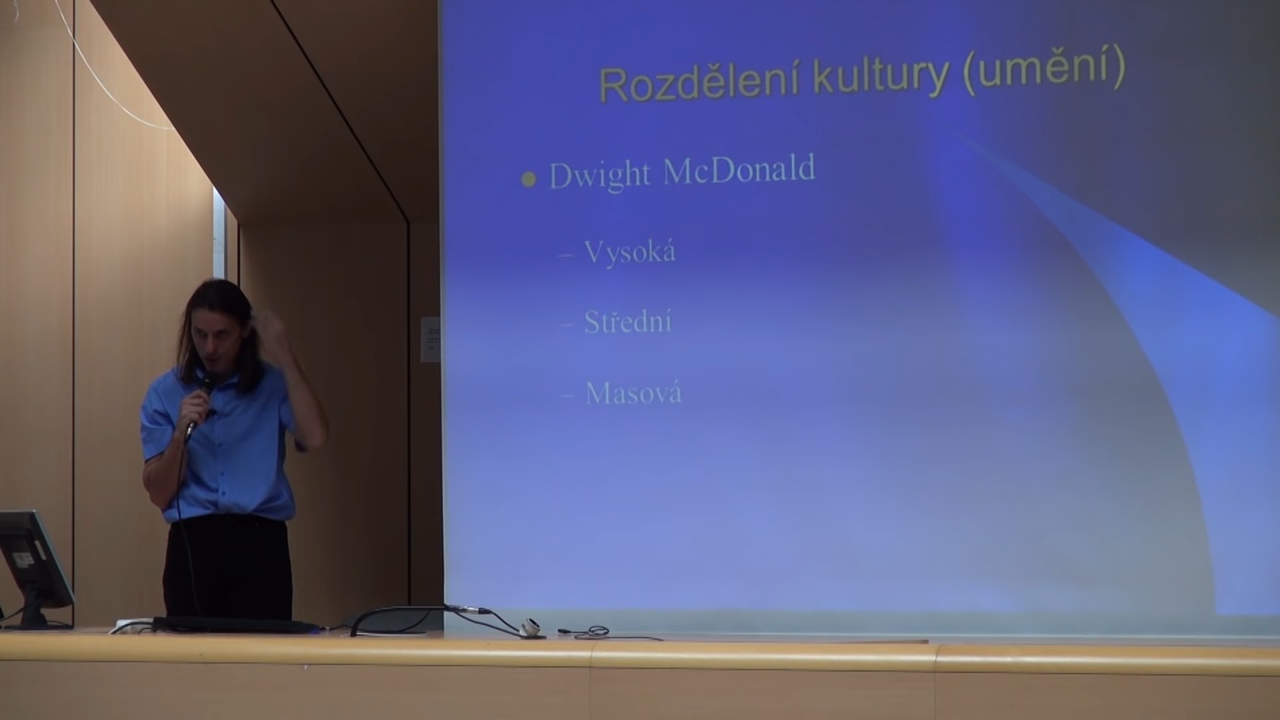 Rozdělení kultury (umění)
Dwight McDonald
– Vysoká
– Střední
– Masová